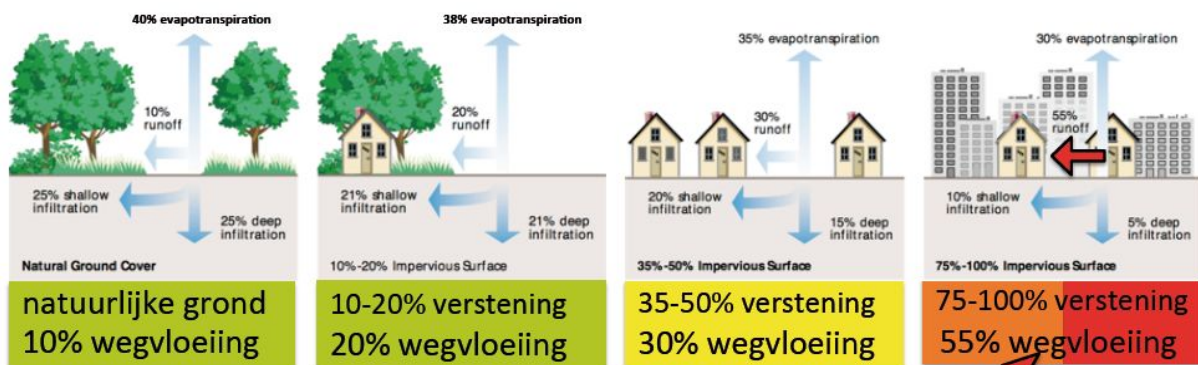 40% evapotranspiration
10%
runoff
25% shallow
infiltration
25% deep
infiltration
Natural Ground Cover
natuurlijke grond
10% wegvloeiing
38% evapotranspiration
20%
runoff
21% shallow
infiltration
21% deep
infiltration
10%-20% Impervious Surface
10-20% verstening
20% wegvloeiing
35% evapotranspiration
30%
runoff
20% shallow
infiltration
15% deep
infiltration
35%-50% Impervious Surface
35-50% verstening
30% wegvloeiing
30% evapotranspiration
55%
runoff
10% shallow
infiltration
5% deep
infiltration
75%-100% Impervious Surface
75-100% verstening
55% wegvloeiing